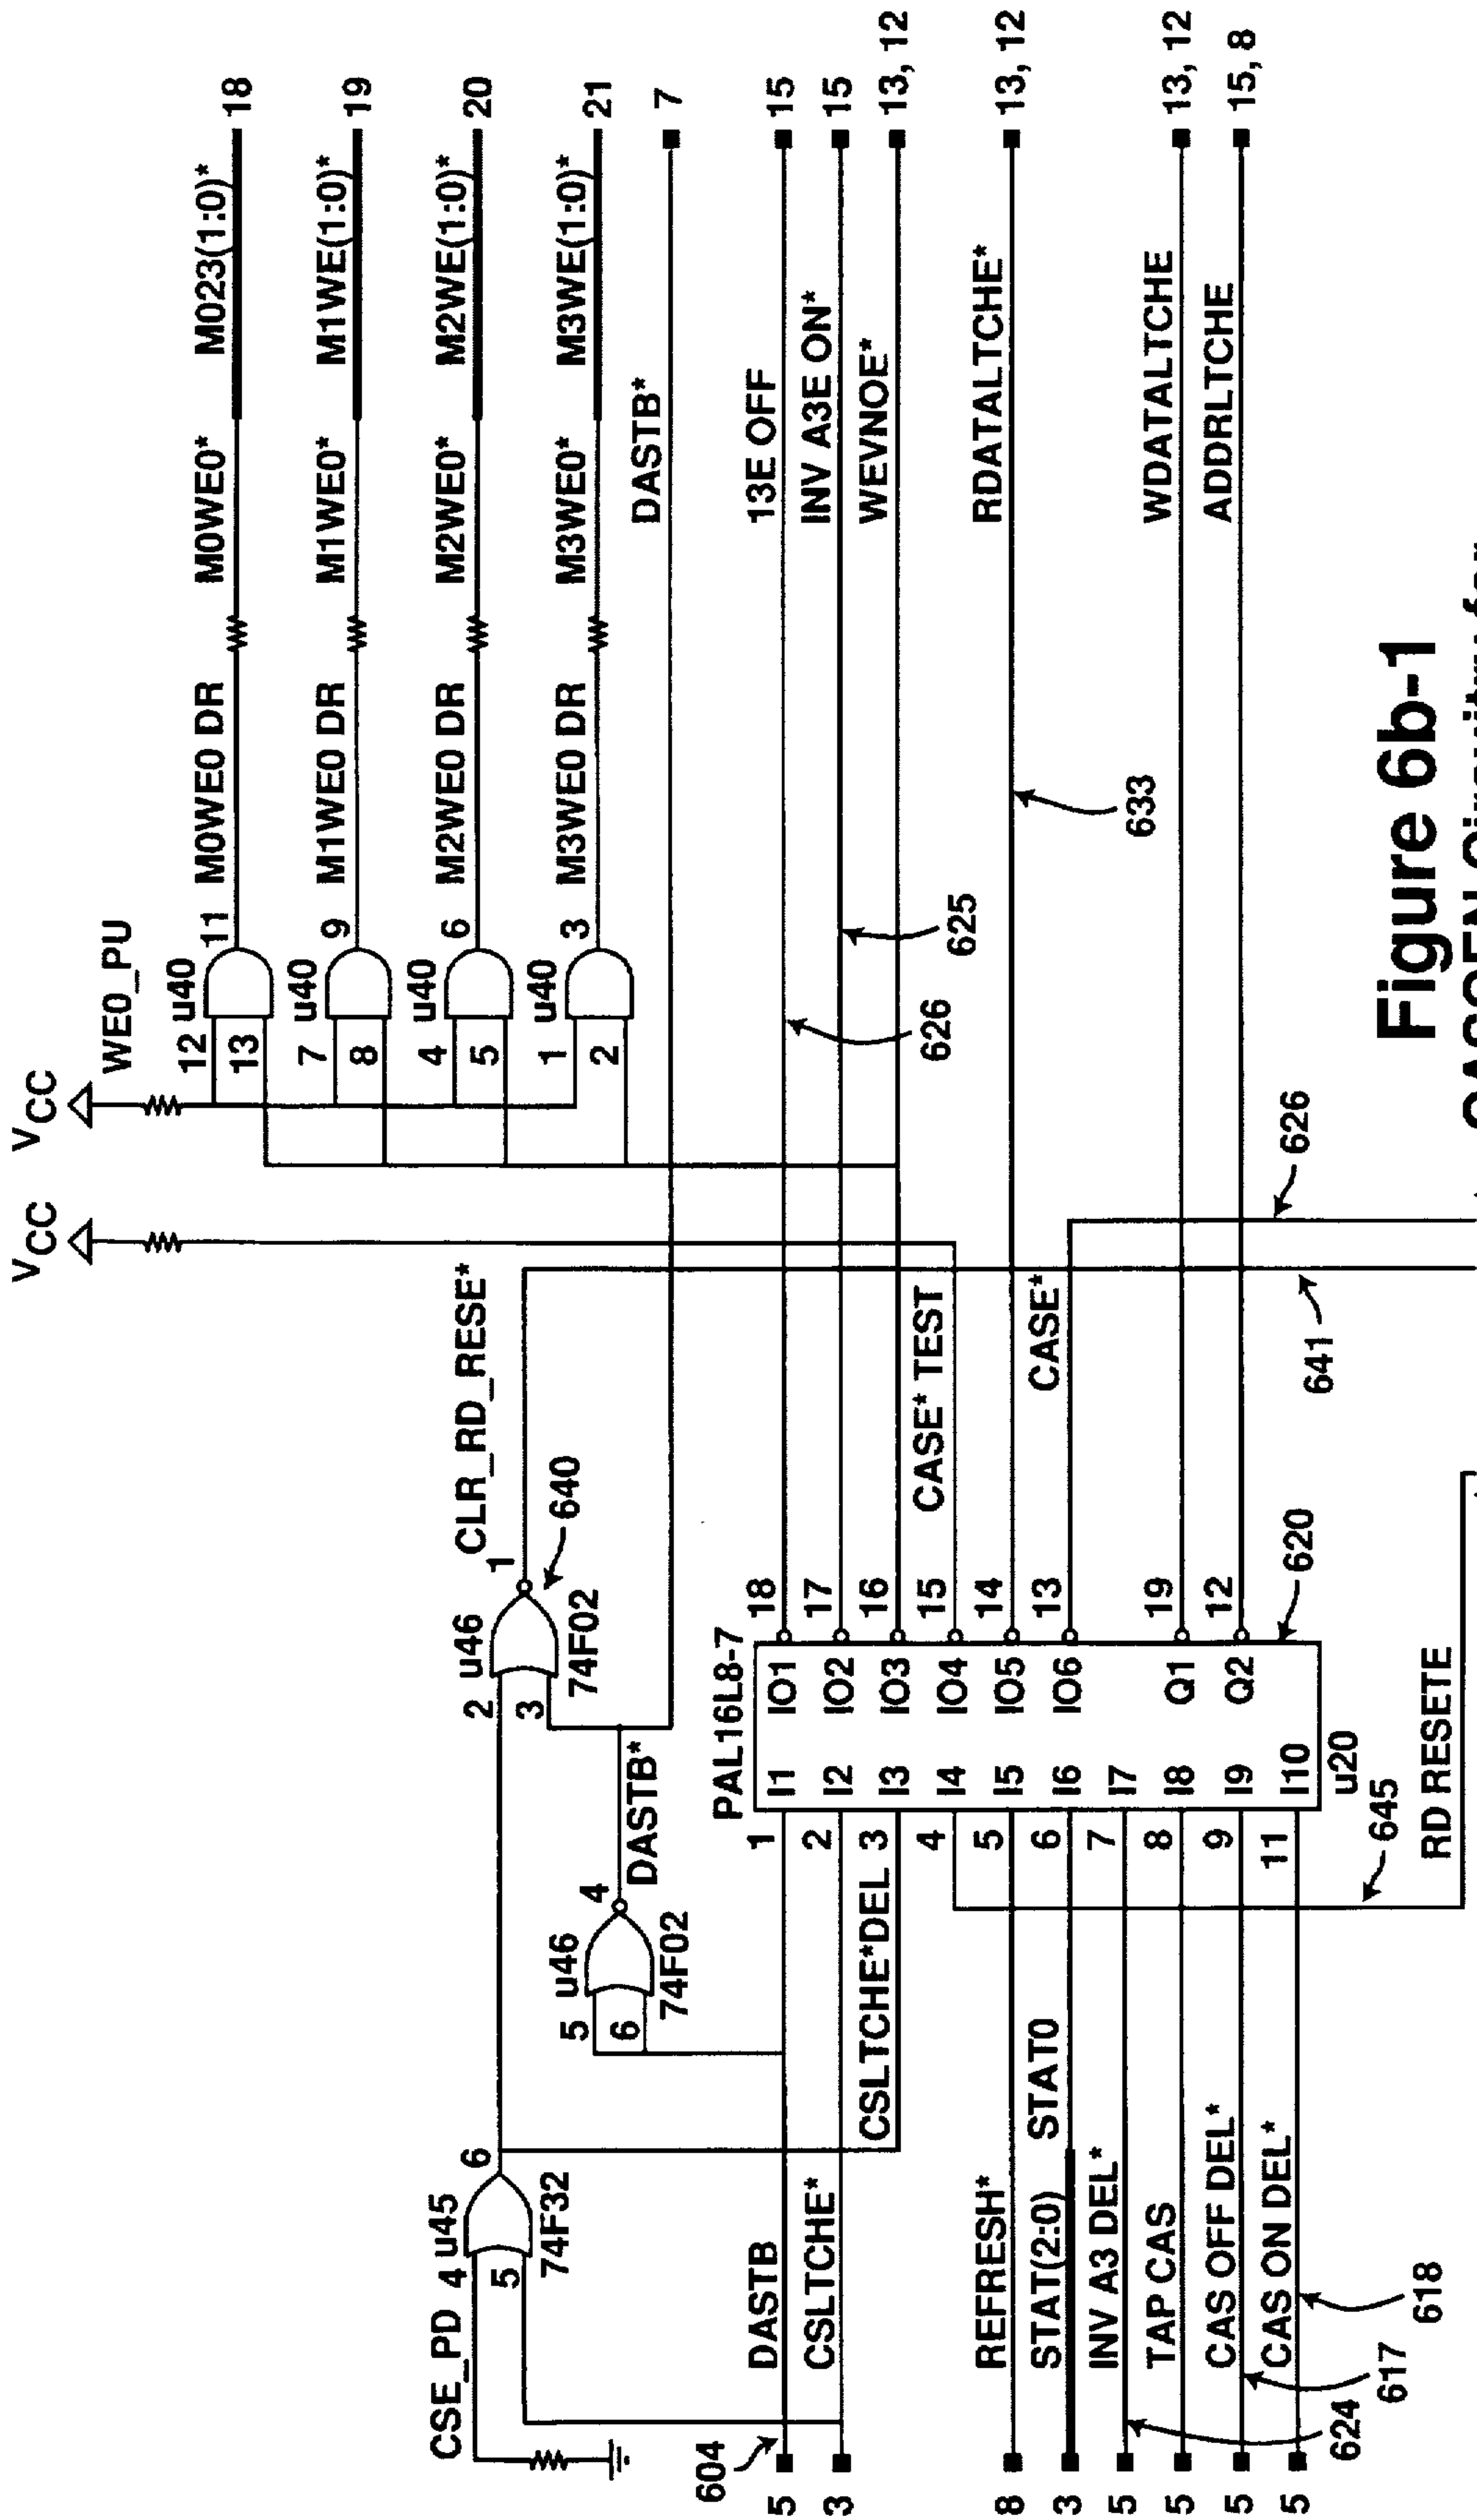 VCC
VCC
WE0_PU
12 u40 11 M0WE0 DR M0WE0* M023(1:0)* 18
13
7 u40 9 M1WE0 DR M1WE0* M1WE(1:0)* 19
8
4 u40 6 M2WE0 DR M2WE0* M2WE(1:0)* 20
5
1 u40 3 M3WE0 DR M3WE0* M3WE(1:0)* 21
2
DASTB* 7
CSE_PD 4 u45 6
5
74F32
2 u46 1 CLR_RD_RESE*
3
74F02
640
5 u46 4 DASTB*
6
74F02
PAL16L8-7
604
5 DASTB 1 I1 IO1 18 13E OFF 15
626
3 CSLTCHE* 2 I2 IO2 17 INV A3E ON* 15
625
CSLTCHE*DEL 3 I3 IO3 16 WEVNOE* 13, 12
4 I4 IO4 15 CASE* TEST
8 REFRESH* 5 I5 IO5 14 RDATALTCHE* 13, 12
633
3 STAT(2:0) STAT0 6 I6 IO6 13 CASE*
5 INV A3 DEL* 7 I7
5 TAP CAS 8 I8 Q1 19 WDATALTCHE 13, 12
5 CAS OFF DEL* 9 I9 Q2 12 ADDRLTCHE 15, 8
5 CAS ON DEL* 11 I10
u20
620
624
617
618
645
RD RESETE
641
626
Figure 6b-1